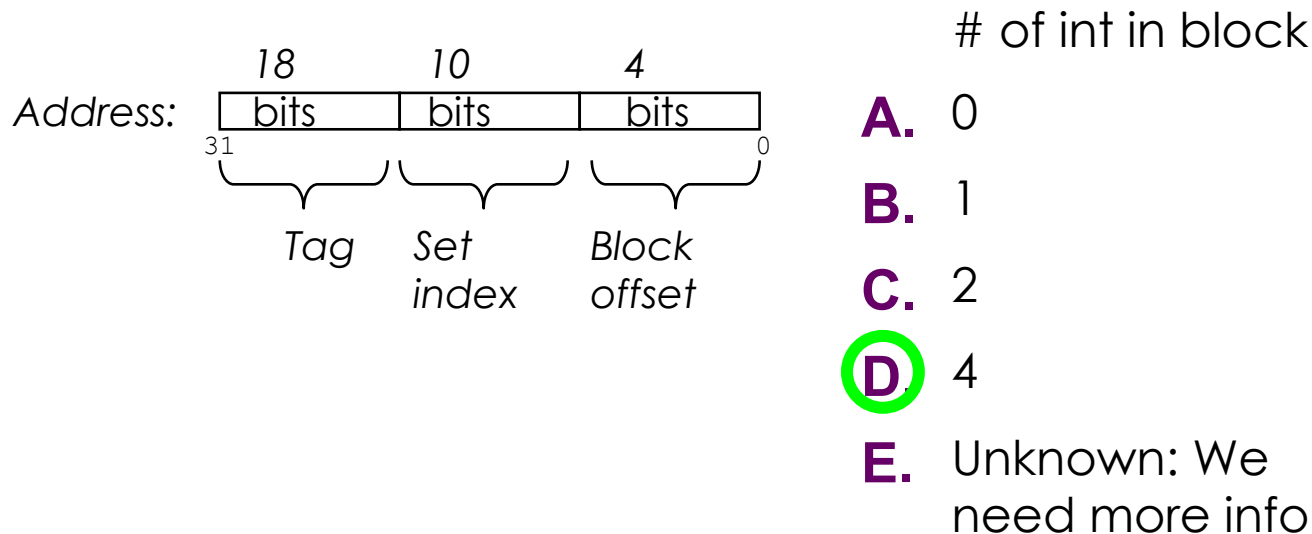 # of int in block
18 10 4
Address: bits bits bits
31 0
Tag Set index Block offset
A. 0
B. 1
C. 2
D. 4
E. Unknown: We
need more info